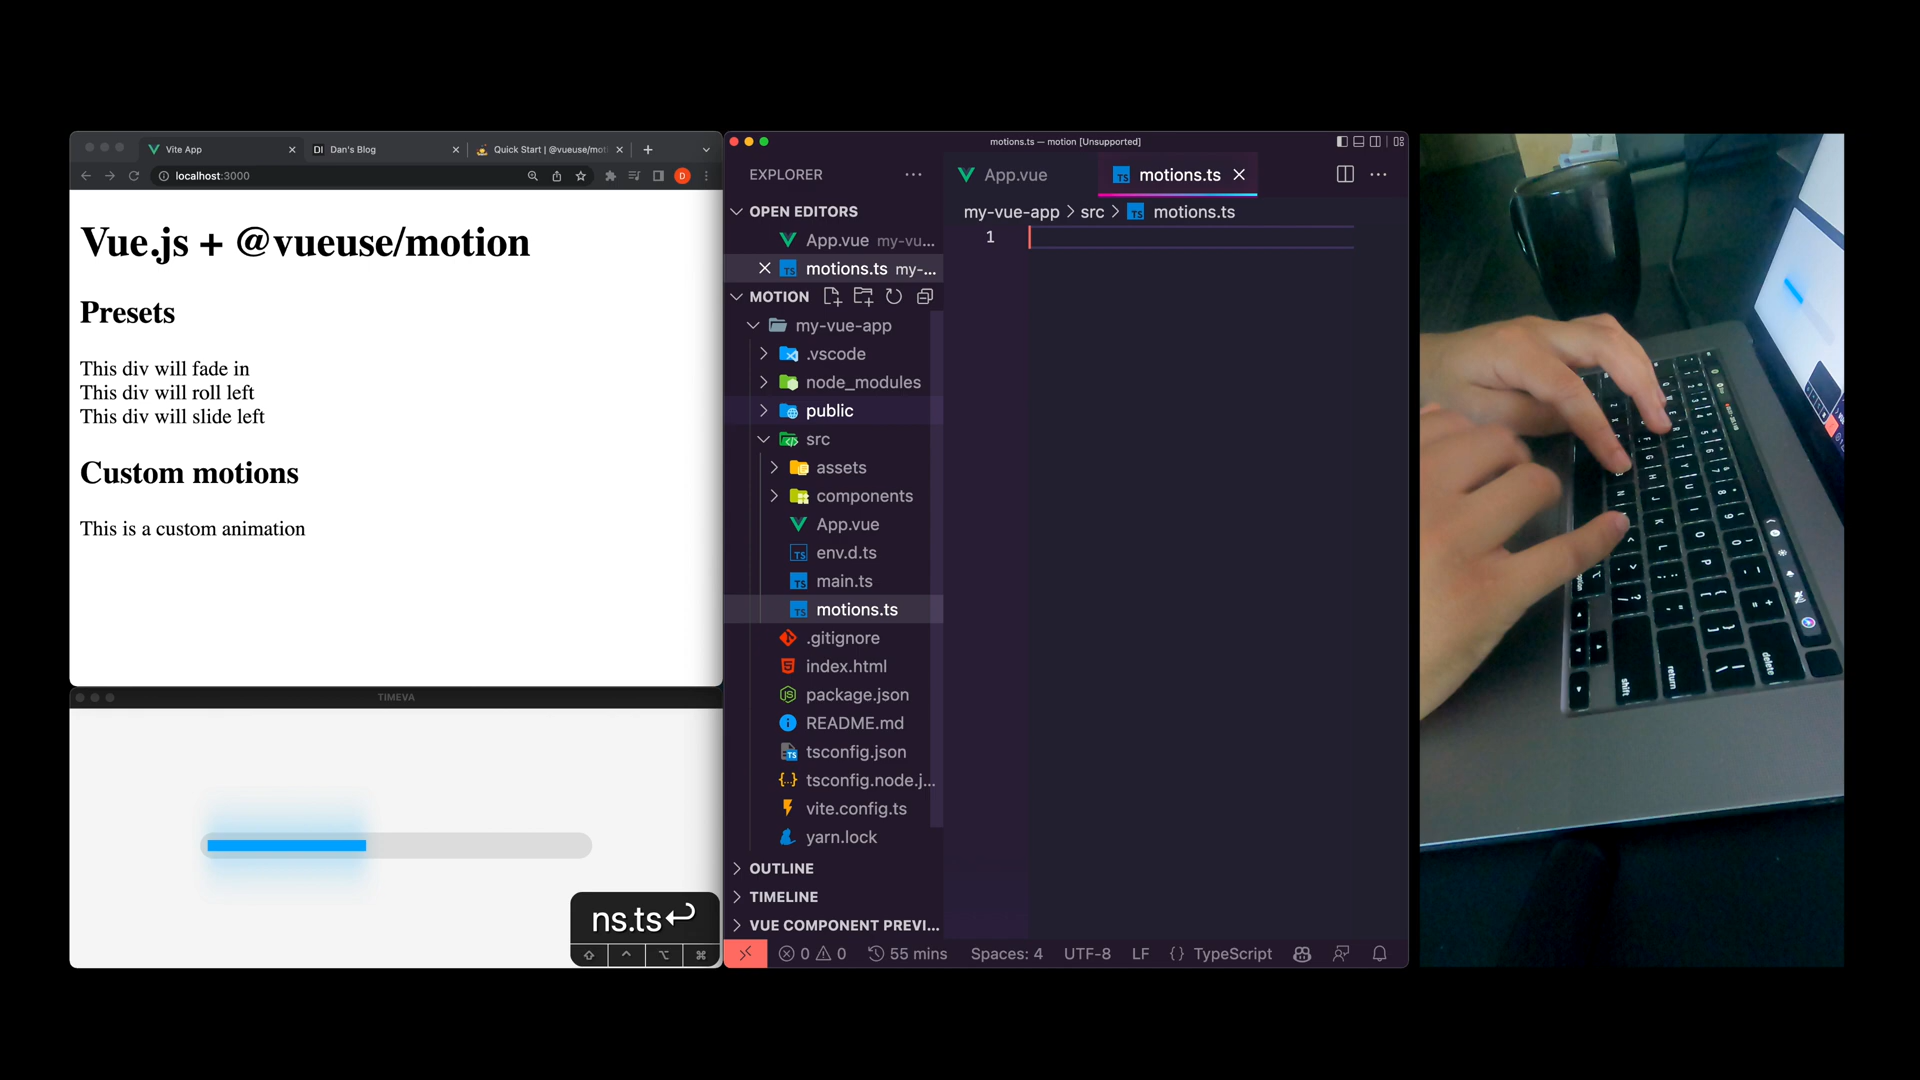 Vite App
Dan's Blog
Quick Start | @vueuse/mot
localhost:3000
D
Vue.js + @vueuse/motion
Presets
This div will fade in
This div will roll left
This div will slide left
Custom motions
This is a custom animation
TIMEVA
ns.ts↩
motions.ts — motion [Unsupported]
EXPLORER
OPEN EDITORS
App.vue my-vu...
motions.ts my-...
MOTION
my-vue-app
.vscode
node_modules
public
src
assets
components
App.vue
env.d.ts
main.ts
motions.ts
.gitignore
index.html
package.json
README.md
tsconfig.json
tsconfig.node.j...
vite.config.ts
yarn.lock
OUTLINE
TIMELINE
VUE COMPONENT PREVI...
App.vue
motions.ts
my-vue-app > src > motions.ts
1
0 0 55 mins Spaces: 4 UTF-8 LF {} TypeScript
shift
return
delete
option